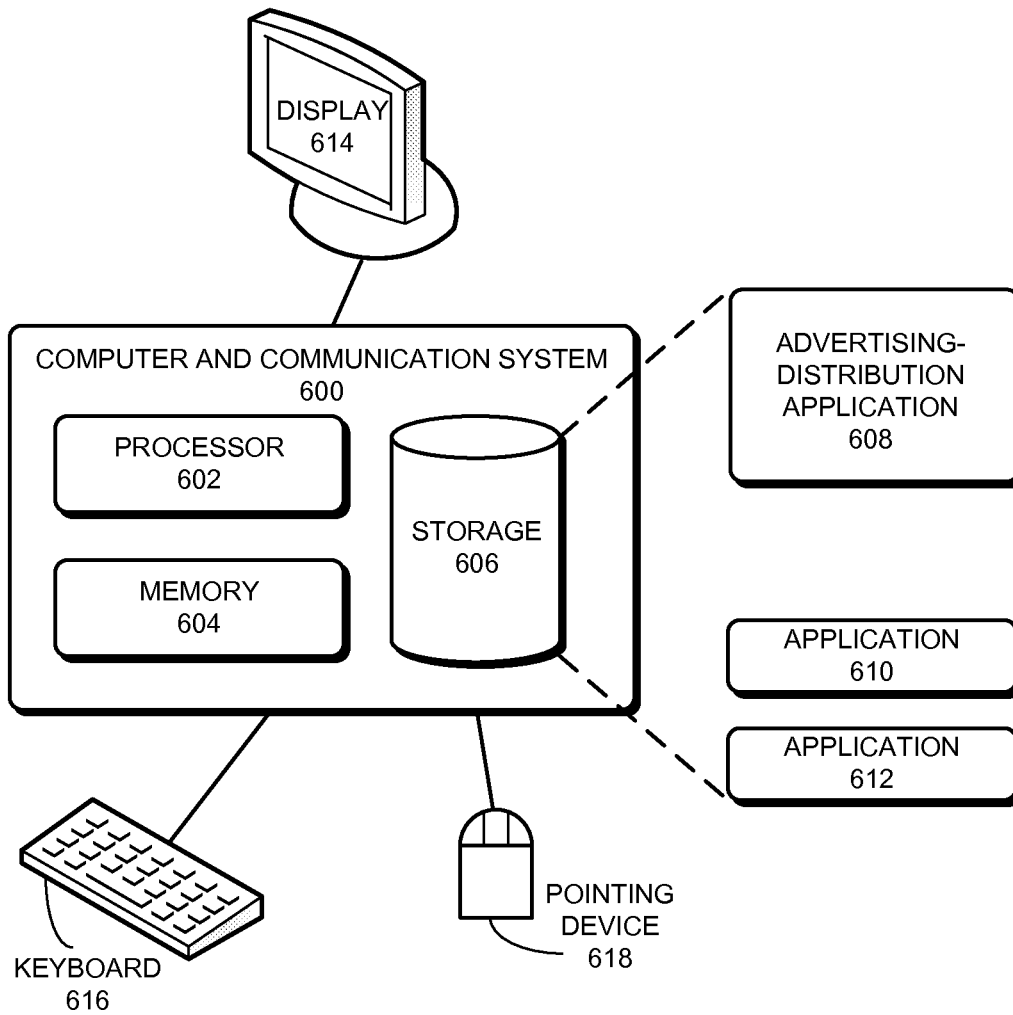 DISPLAY
614
COMPUTER AND COMMUNICATION SYSTEM
600
PROCESSOR
602
MEMORY
604
STORAGE
606
ADVERTISING-
DISTRIBUTION
APPLICATION
608
APPLICATION
610
APPLICATION
612
KEYBOARD
616
POINTING
DEVICE
618